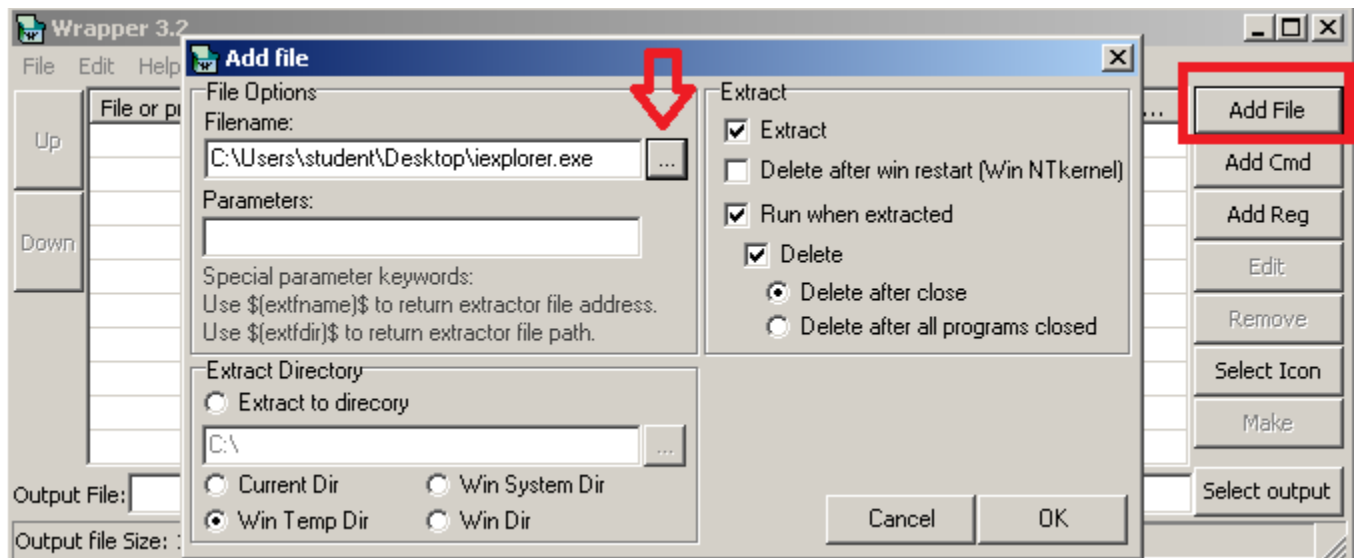 Wrapper 3.2
File Edit Help
Up
Down
File or pr
...
Add File
Add Cmd
Add Reg
Edit
Remove
Select Icon
Make
Select output
Output File:
Output file Size:
Add file
File Options
Filename:
C:\Users\student\Desktop\iexplorer.exe
...
Parameters:
Special parameter keywords:
Use $(extfname)$ to return extractor file address.
Use $(extfdir)$ to return extractor file path.
Extract Directory
Extract to direcory
C:\
...
Current Dir
Win System Dir
Win Temp Dir
Win Dir
Extract
Extract
Delete after win restart (Win NTkernel)
Run when extracted
Delete
Delete after close
Delete after all programs closed
Cancel
OK